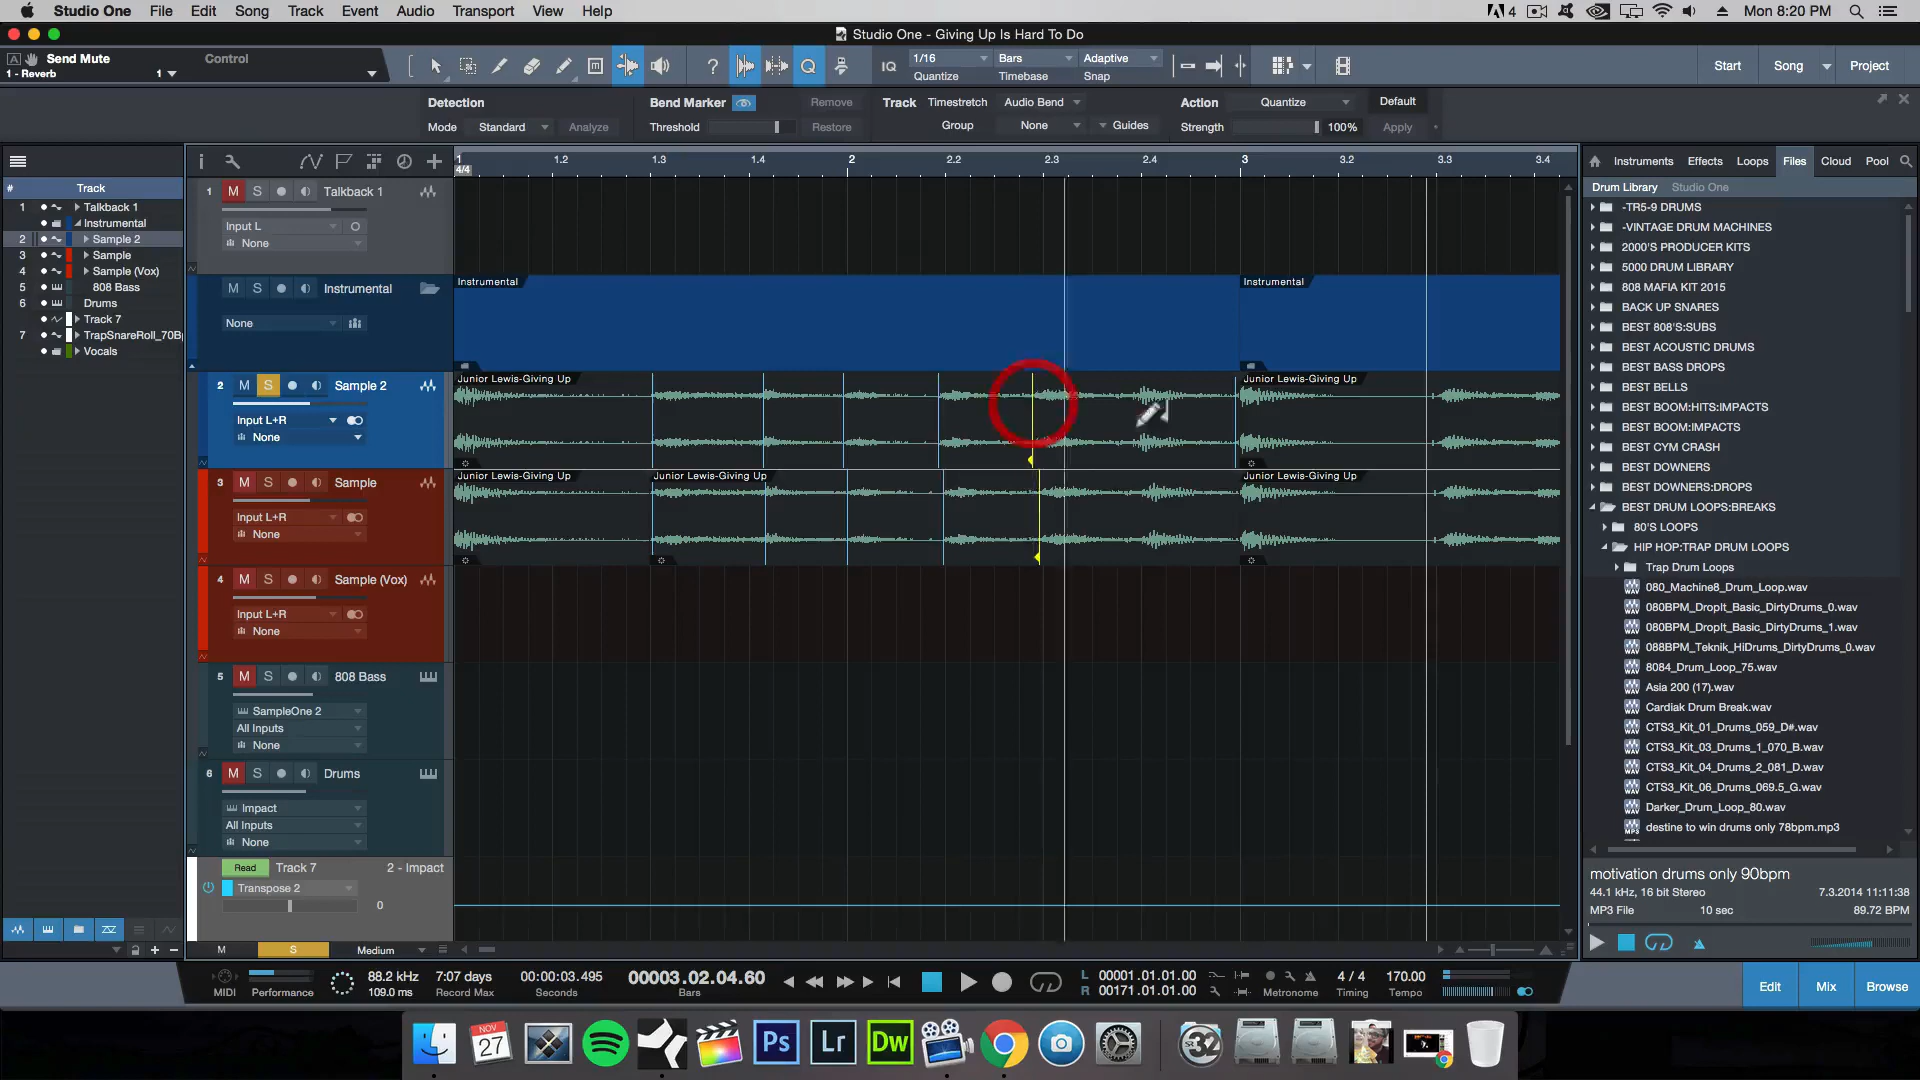 Studio One File Edit Song Track Event Audio Transport View Help 4 Mon 8:20 PM
Studio One - Giving Up Is Hard To Do
A Send Mute Control
1 - Reverb 1
? Q IQ 1/16 Bars Adaptive
Quantize Timebase Snap
Start Song Project
Detection Bend Marker Remove Track Timestretch Audio Bend Action Quantize Default
Mode Standard Analyze Threshold Restore Group None Guides Strength 100% Apply
# Track
1 Talkback 1
Instrumental
2 Sample 2
3 Sample
4 Sample (Vox)
5 808 Bass
6 Drums
Track 7
7 TrapSnareRoll_70B
Vocals
1 1.2 1.3 1.4 2 2.2 2.3 2.4 3 3.2 3.3 3.4
4/4
1 M S Talkback 1
Input L
None
M S Instrumental
None
Instrumental Instrumental
2 M S Sample 2
Input L+R
None
Junior Lewis-Giving Up Junior Lewis-Giving Up
3 M S Sample
Input L+R
None
Junior Lewis-Giving Up Junior Lewis-Giving Up Junior Lewis-Giving Up
4 M S Sample (Vox)
Input L+R
None
5 M S 808 Bass
SampleOne 2
All Inputs
None
6 M S Drums
Impact
All Inputs
None
Read Track 7 2 - Impact
Transpose 2
0
M S Medium
Instruments Effects Loops Files Cloud Pool
Drum Library Studio One
-TR5-9 DRUMS
-VINTAGE DRUM MACHINES
2000'S PRODUCER KITS
5000 DRUM LIBRARY
808 MAFIA KIT 2015
BACK UP SNARES
BEST 808'S:SUBS
BEST ACOUSTIC DRUMS
BEST BASS DROPS
BEST BELLS
BEST BOOM:HITS:IMPACTS
BEST BOOM:IMPACTS
BEST CYM CRASH
BEST DOWNERS
BEST DOWNERS:DROPS
BEST DRUM LOOPS:BREAKS
80'S LOOPS
HIP HOP:TRAP DRUM LOOPS
Trap Drum Loops
080_Machine8_Drum_Loop.wav
080BPM_DropIt_Basic_DirtyDrums_0.wav
080BPM_DropIt_Basic_DirtyDrums_1.wav
088BPM_Teknik_HiDrums_DirtyDrums_0.wav
8084_Drum_Loop_75.wav
Asia 200 (17).wav
Cardiak Drum Break.wav
CTS3_Kit_01_Drums_059_D#.wav
CTS3_Kit_03_Drums_1_070_B.wav
CTS3_Kit_04_Drums_2_081_D.wav
CTS3_Kit_06_Drums_069.5_G.wav
Darker_Drum_Loop_80.wav
destine to win drums only 78bpm.mp3
motivation drums only 90bpm
44.1 kHz, 16 bit Stereo 7.3.2014 11:11:38
MP3 File 10 sec 89.72 BPM
88.2 kHz 7:07 days 00:00:03.495 00003.02.04.60 L 00001.01.01.00 4 / 4 176.00
MIDI Performance 109.0 ms Record Max Seconds Bars R 00171.01.01.00 Metronome Timing Tempo
Edit Mix Browse
NOV
27
Ps Lr Dw S32